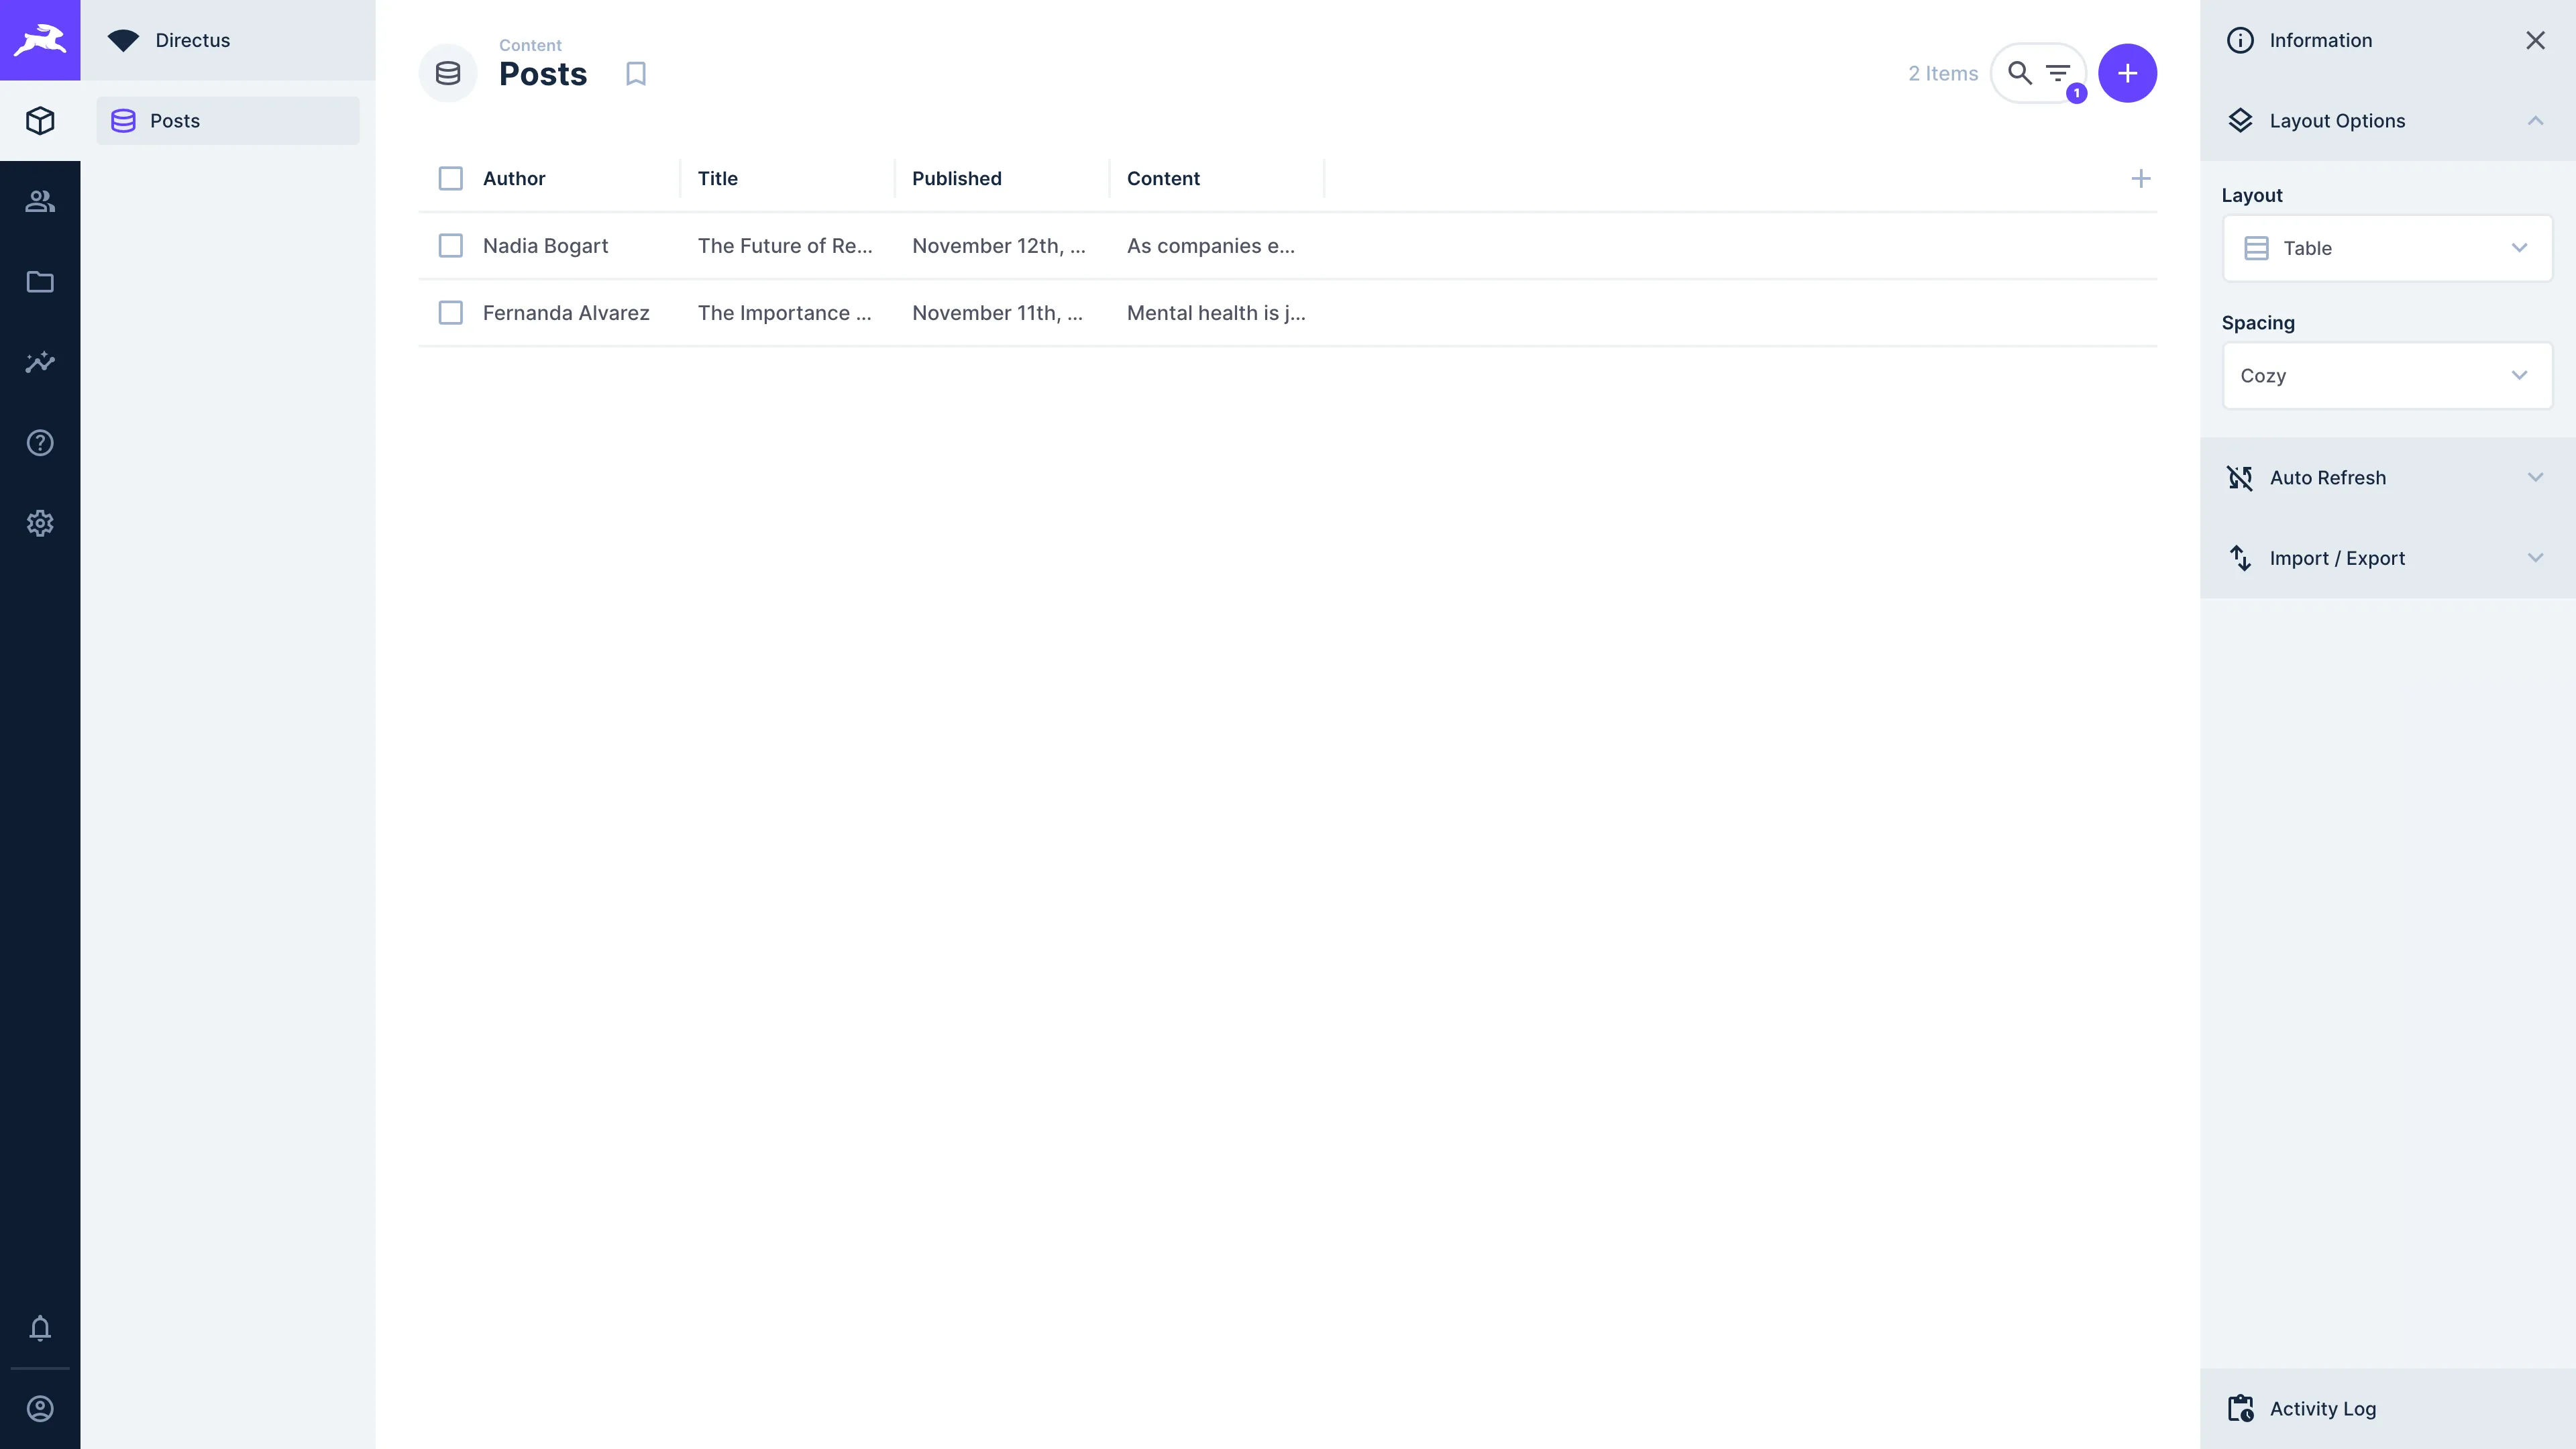 Directus
Posts
Content
Posts
2 Items
1
Author Title Published Content
Nadia Bogart The Future of Re... November 12th, ... As companies e...
Fernanda Alvarez The Importance ... November 11th, ... Mental health is j...
Information
Layout Options
Layout
Table
Spacing
Cozy
Auto Refresh
Import / Export
Activity Log